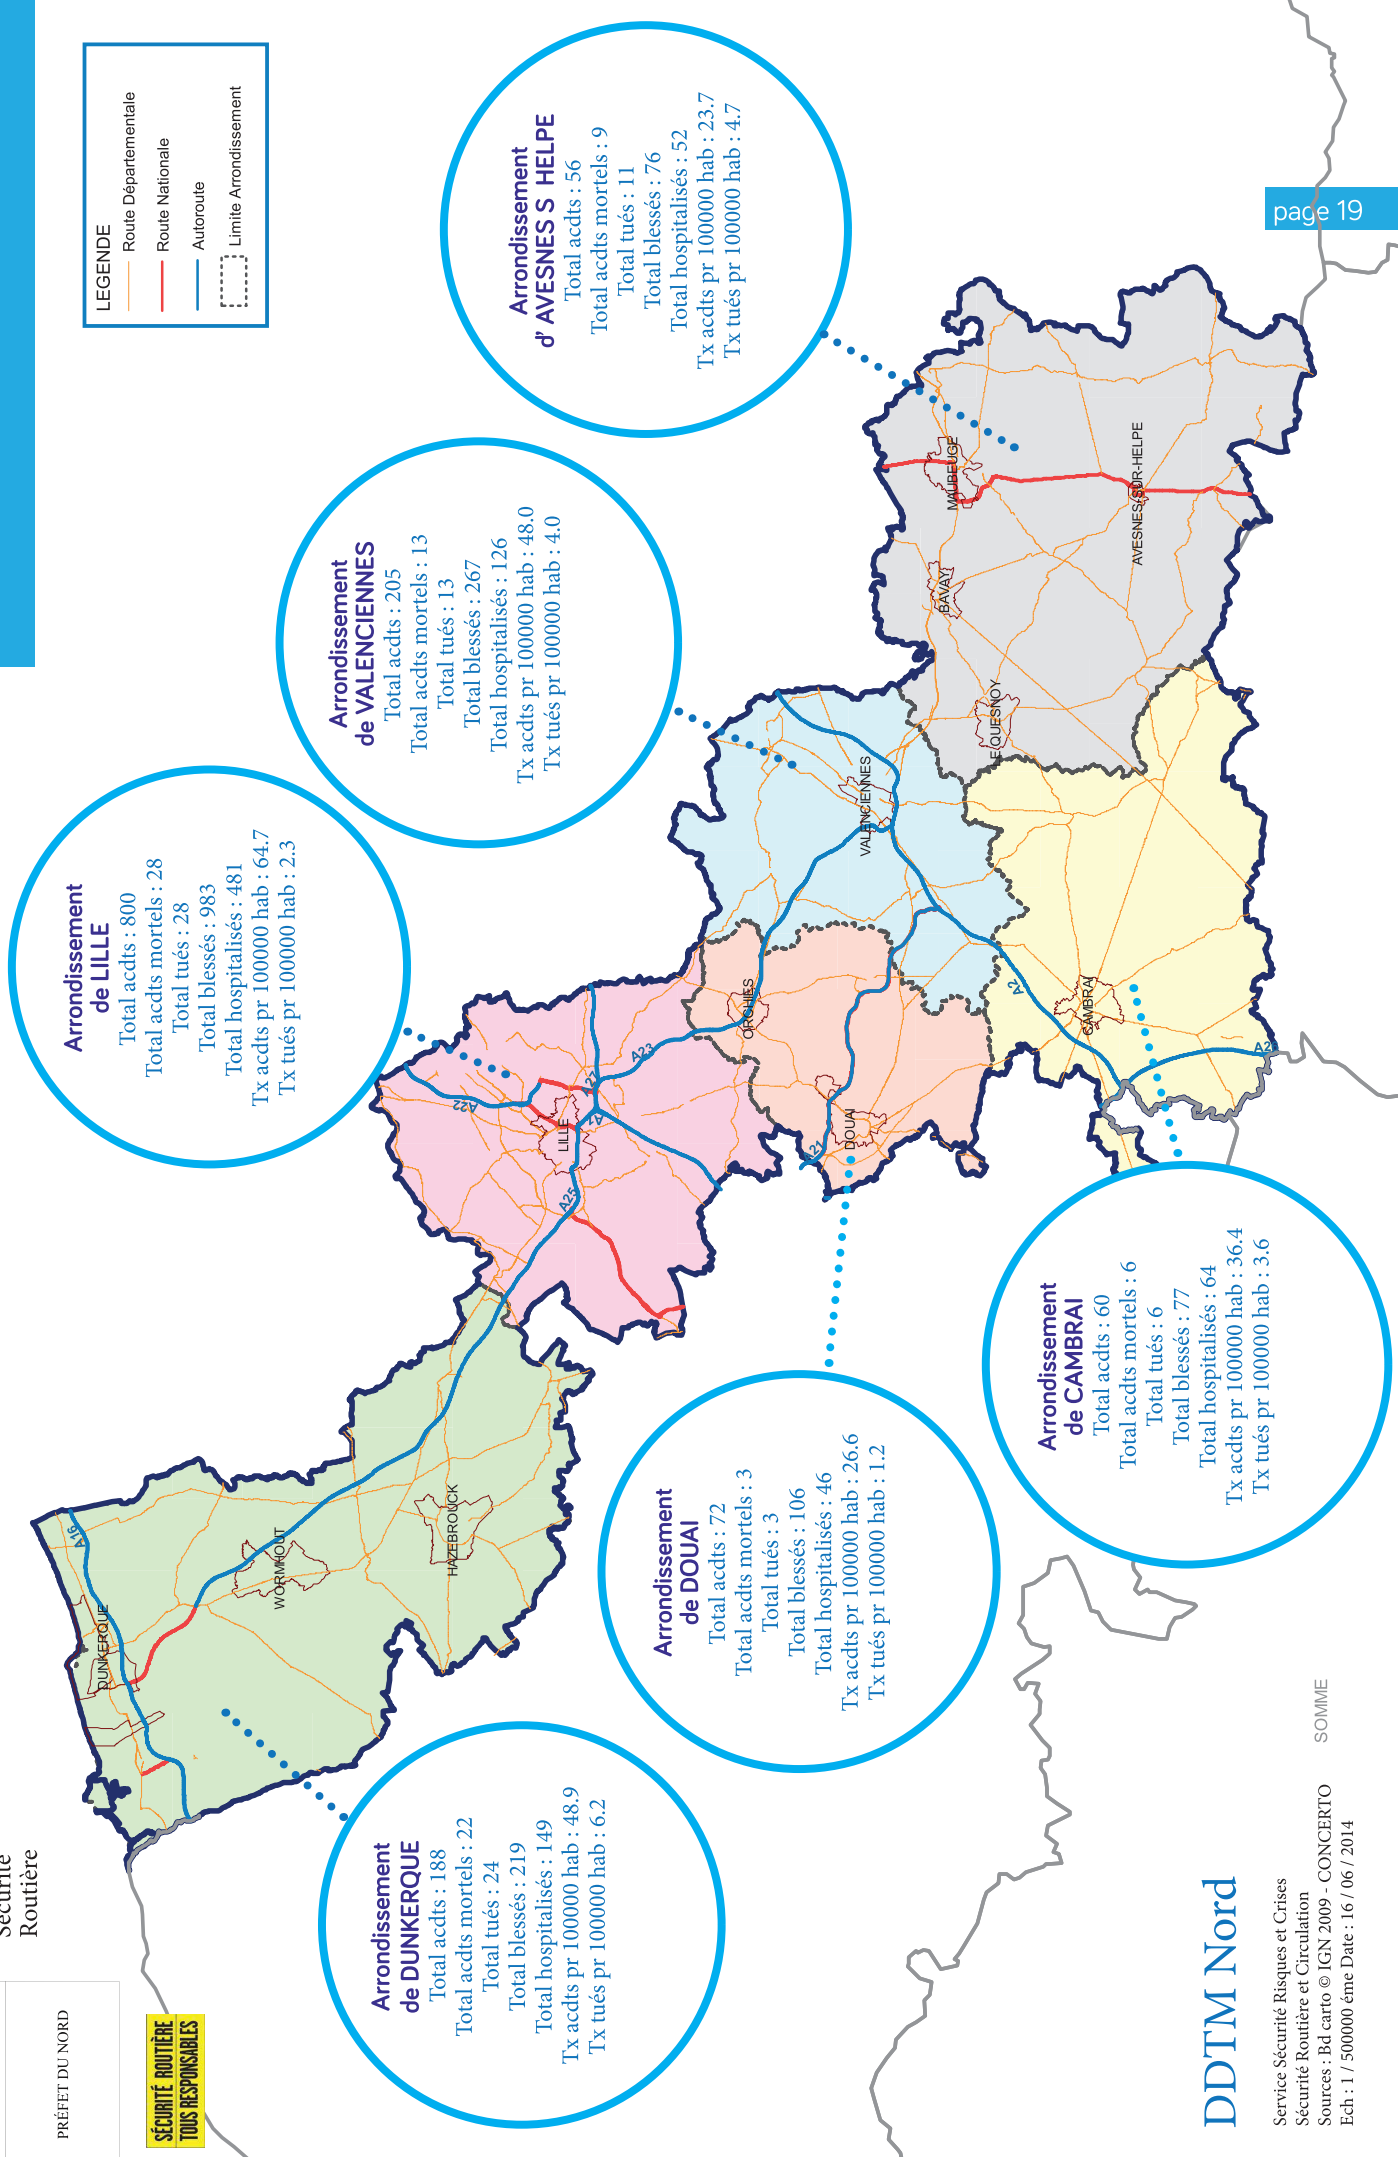 Sécurité
Routière
PRÉFET DU NORD
SÉCURITÉ ROUTIÈRE
TOUS RESPONSABLES
LEGENDE
Route Départementale
Route Nationale
Autoroute
Limite Arrondissement
Arrondissement
de LILLE
Total acdts : 800
Total acdts mortels : 28
Total tués : 28
Total blessés : 983
Total hospitalisés : 481
Tx acdts pr 100000 hab : 64.7
Tx tués pr 100000 hab : 2.3
Arrondissement
de VALENCIENNES
Total acdts : 205
Total acdts mortels : 13
Total tués : 13
Total blessés : 267
Total hospitalisés : 126
Tx acdts pr 100000 hab : 48.0
Tx tués pr 100000 hab : 4.0
Arrondissement
d' AVESNES S HELPE
Total acdts : 56
Total acdts mortels : 9
Total tués : 11
Total blessés : 76
Total hospitalisés : 52
Tx acdts pr 100000 hab : 23.7
Tx tués pr 100000 hab : 4.7
Arrondissement
de DUNKERQUE
Total acdts : 188
Total acdts mortels : 22
Total tués : 24
Total blessés : 219
Total hospitalisés : 149
Tx acdts pr 100000 hab : 48.9
Tx tués pr 100000 hab : 6.2
Arrondissement
de DOUAI
Total acdts : 72
Total acdts mortels : 3
Total tués : 3
Total blessés : 106
Total hospitalisés : 46
Tx acdts pr 100000 hab : 26.6
Tx tués pr 100000 hab : 1.2
Arrondissement
de CAMBRAI
Total acdts : 60
Total acdts mortels : 6
Total tués : 6
Total blessés : 77
Total hospitalisés : 64
Tx acdts pr 100000 hab : 36.4
Tx tués pr 100000 hab : 3.6
DUNKERQUE
A16
WORMHOUT
HAZEBROUCK
A25
LILLE
A22
A27
A1
A23
ORCHIES
DOUAI
A21
VALENCIENNES
CAMBRAI
A2
A2
LE QUESNOY
BAVAY
MAUBEUGE
AVESNES-SUR-HELPE
SOMME
DDTM Nord
Service Sécurité Risques et Crises
Sécurité Routière et Circulation
Sources : Bd carto © IGN 2009 - CONCERTO
Ech : 1 / 500000 éme Date : 16 / 06 / 2014
page 19